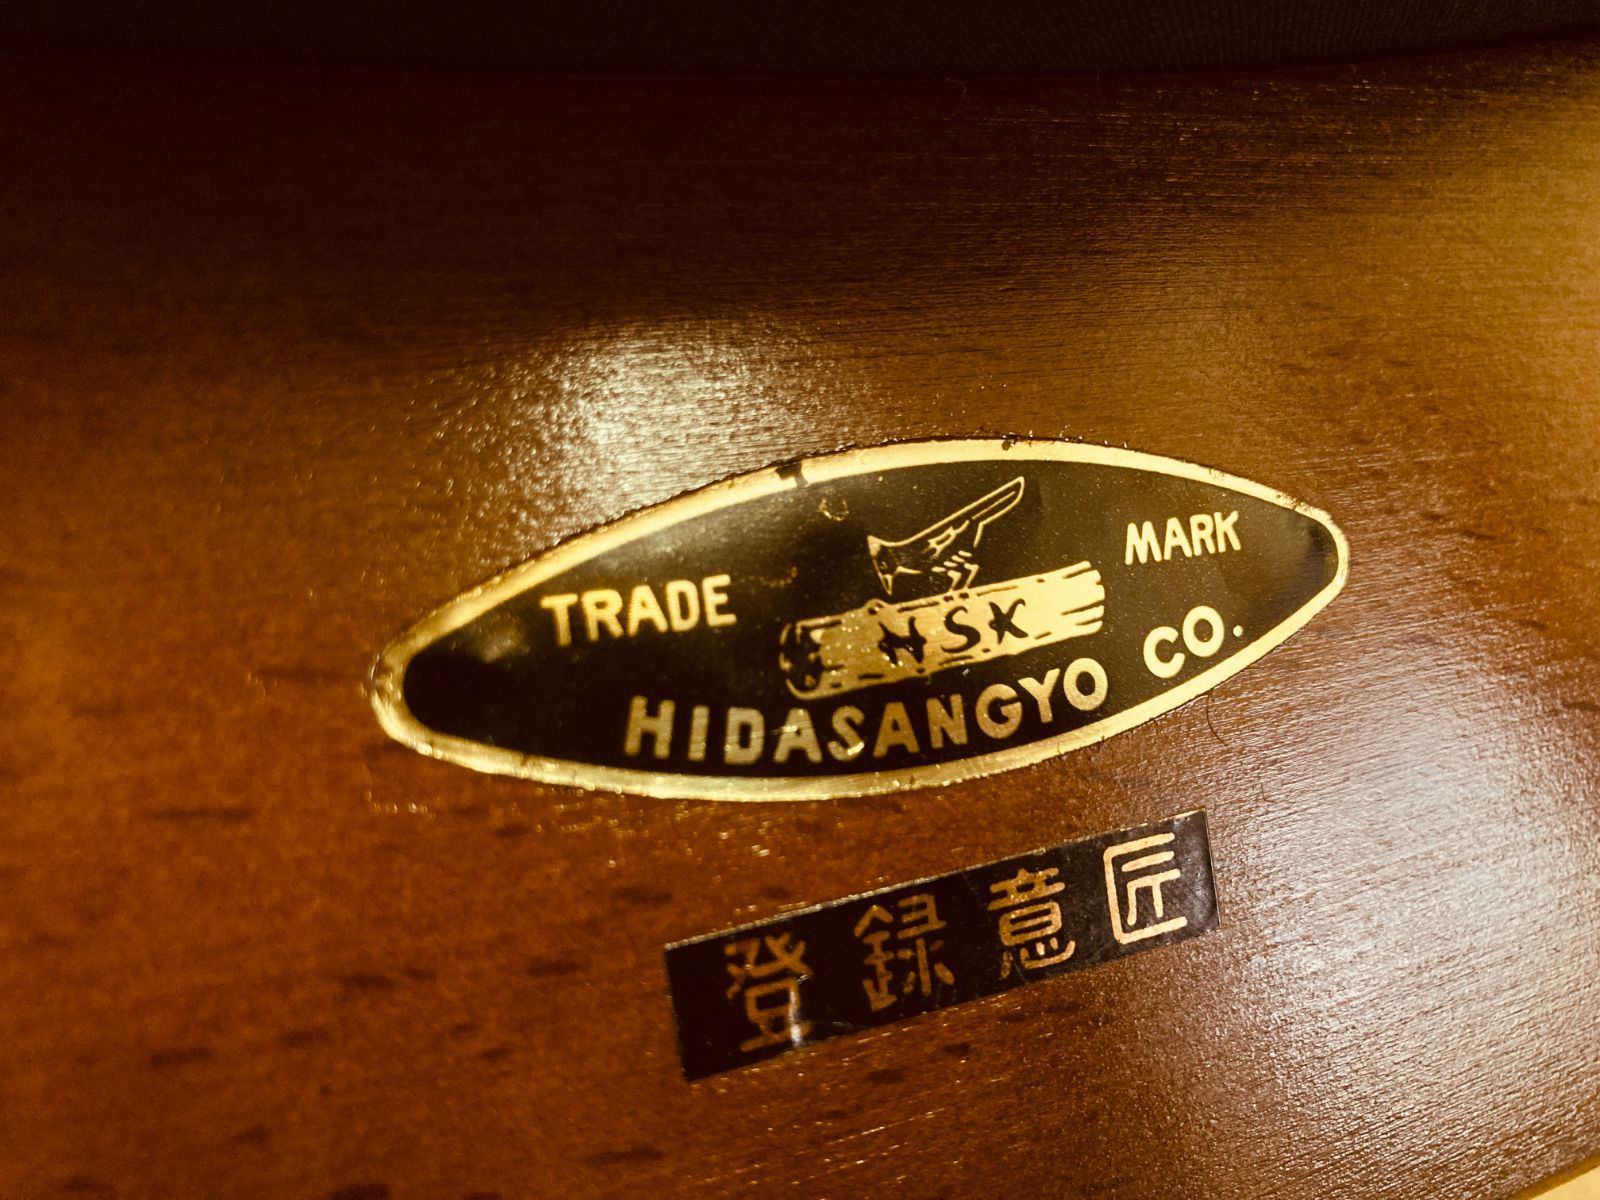 TRADE MARK
HSK
HIDASANGYO CO.
登録意匠